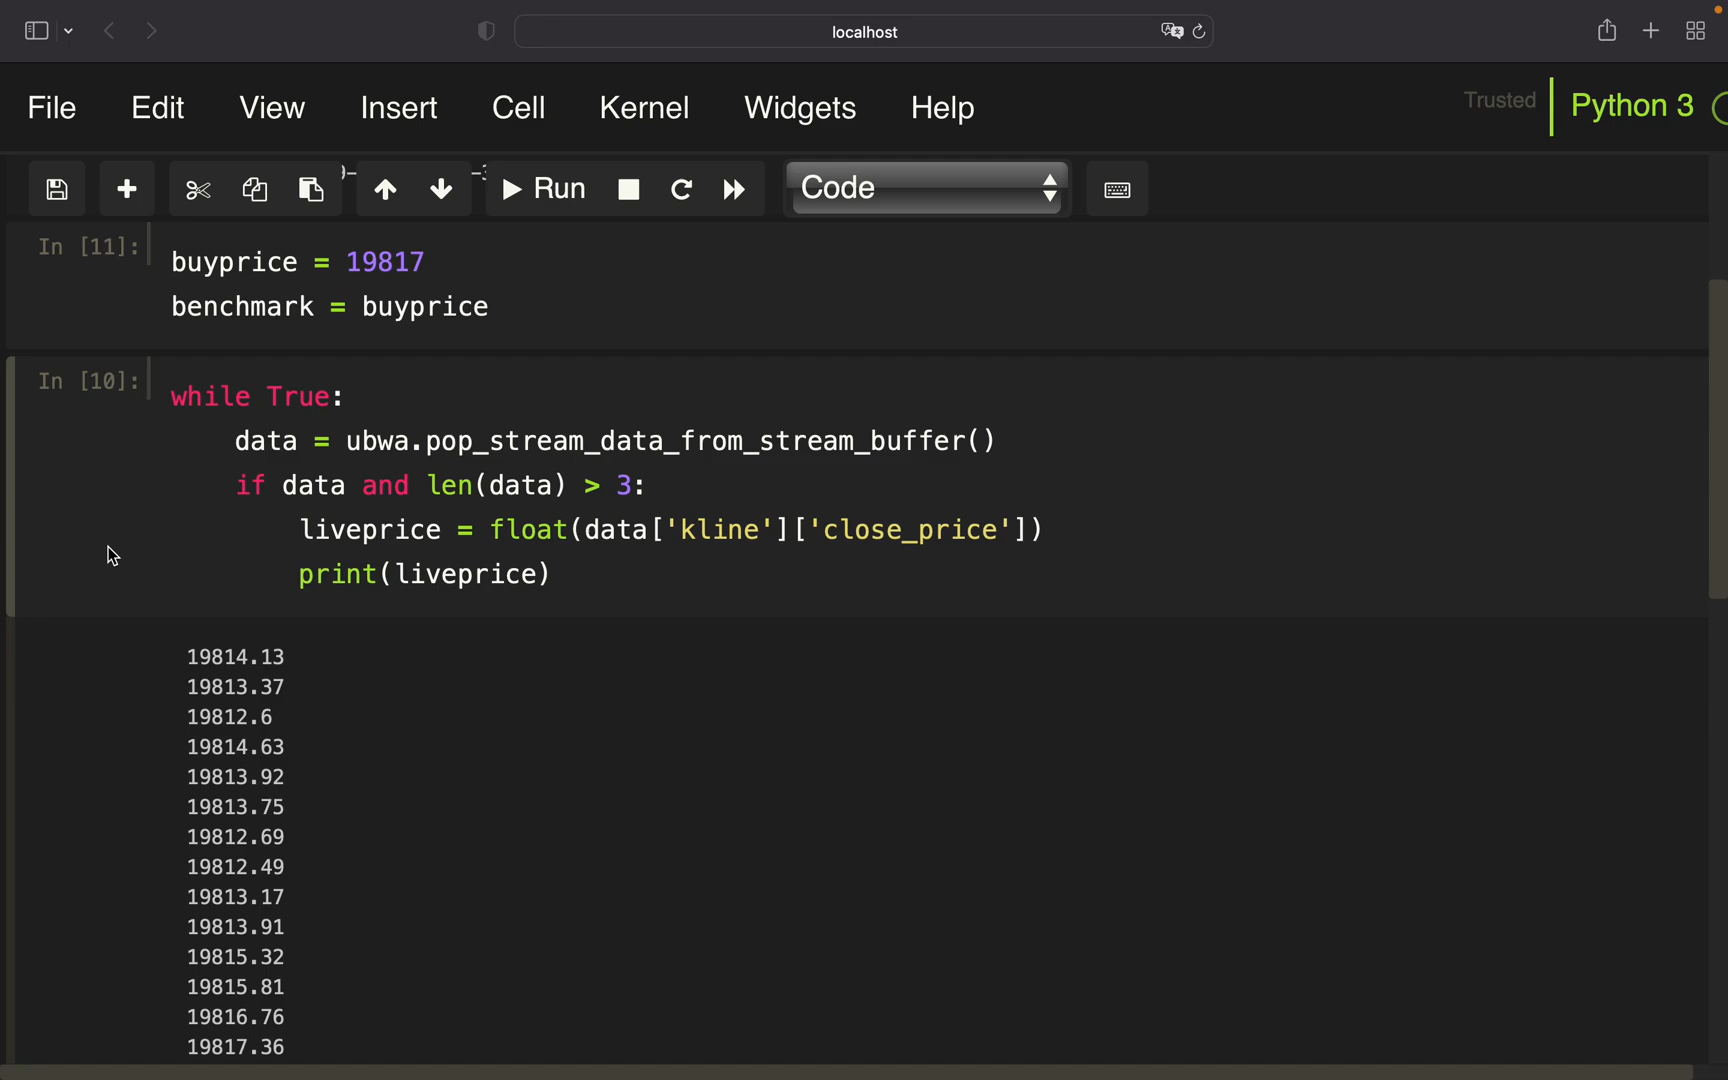 localhost
File Edit View Insert Cell Kernel Widgets Help Trusted Python 3
Run Code
In [11]:
buyprice = 19817
benchmark = buyprice
In [10]:
while True:
    data = ubwa.pop_stream_data_from_stream_buffer()
    if data and len(data) > 3:
        liveprice = float(data['kline']['close_price'])
        print(liveprice)
19814.13
19813.37
19812.6
19814.63
19813.92
19813.75
19812.69
19812.49
19813.17
19813.91
19815.32
19815.81
19816.76
19817.36